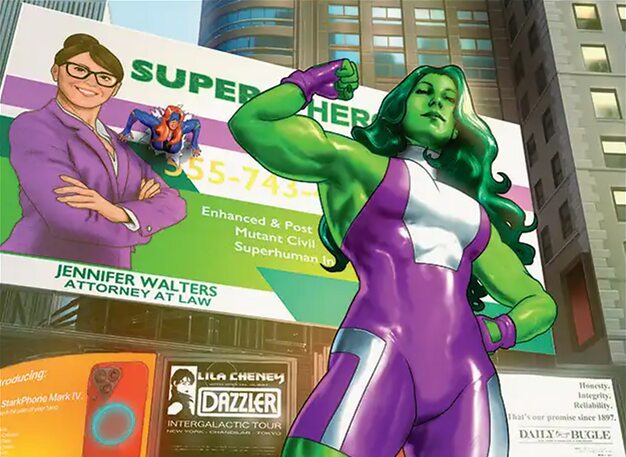 SUPER HER
555-743-
Enhanced & Post
Mutant Civil
Superhuman In
JENNIFER WALTERS
ATTORNEY AT LAW
roducing:
StarkPhone Mark IV.
LILA CHENEY
DAZZLER
INTERGALACTIC TOUR
NEW YORK - CHANDILAR - TOKYO
Honesty.
Integrity.
Reliability.
That's our promise since 1897.
DAILY BUGLE